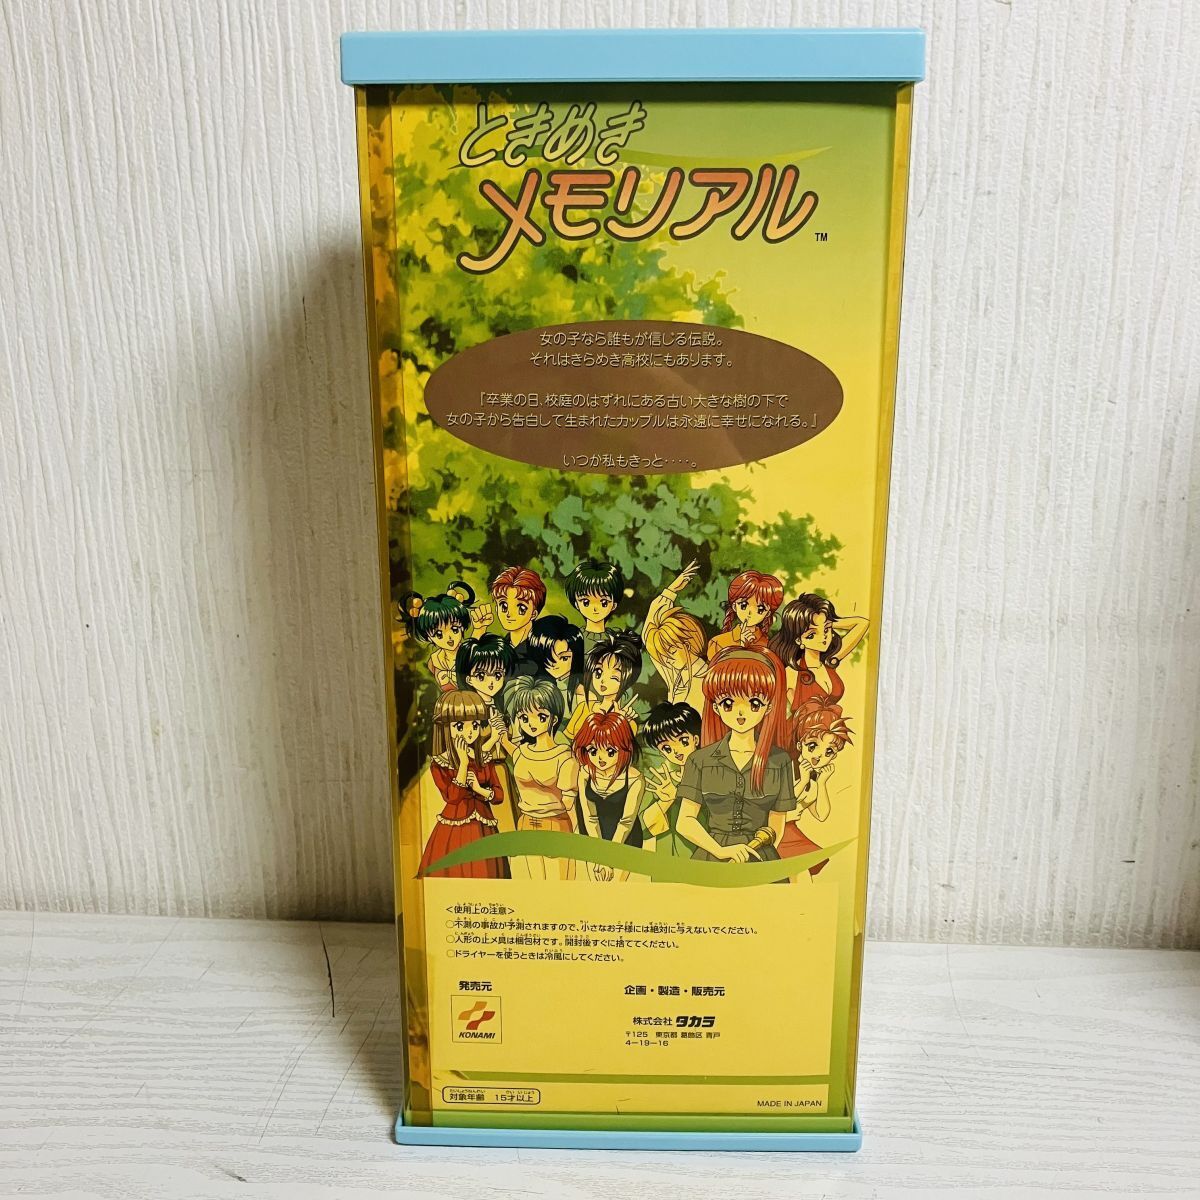 ときめき
メモリアル
TM
女の子なら誰もが信じる伝説。
それはきらめき高校にもあります。
『卒業の日、校庭のはずれにある古い大きな樹の下で
女の子から告白して生まれたカップルは永遠に幸せになれる。』
いつか私もきっと‥‥。
<使用上の注意>
○不測の事故が予測されますので、小さなお子様には絶対に与えないでください。
○人形の止メ具は梱包材です。開封後すぐに捨ててください。
○ドライヤーを使うときは冷風にしてください。
発売元
KONAMI
企画・製造・販売元
株式会社 タカラ
〒125 東京都 葛飾区 青戸
4-19-16
対象年齢 15才以上
MADE IN JAPAN